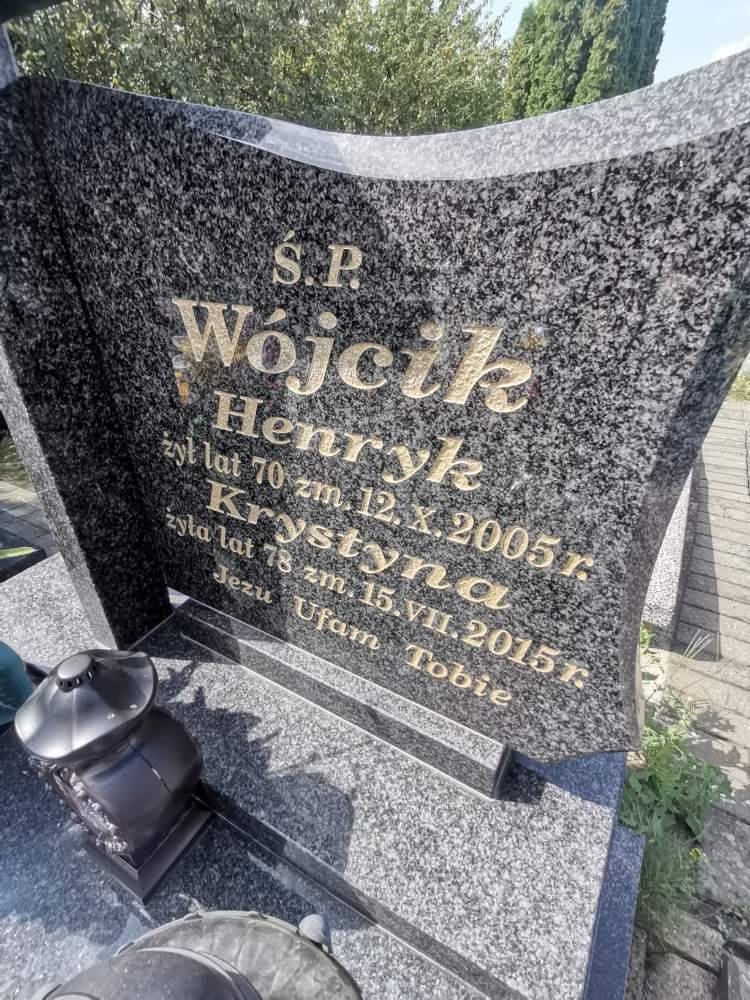 Ś.P.
Wójcik
Henryk
żył lat 70 zm. 12.X.2005 r.
Krystyna
żyła lat 78 zm. 15.VII.2015 r.
Jezu Ufam Tobie